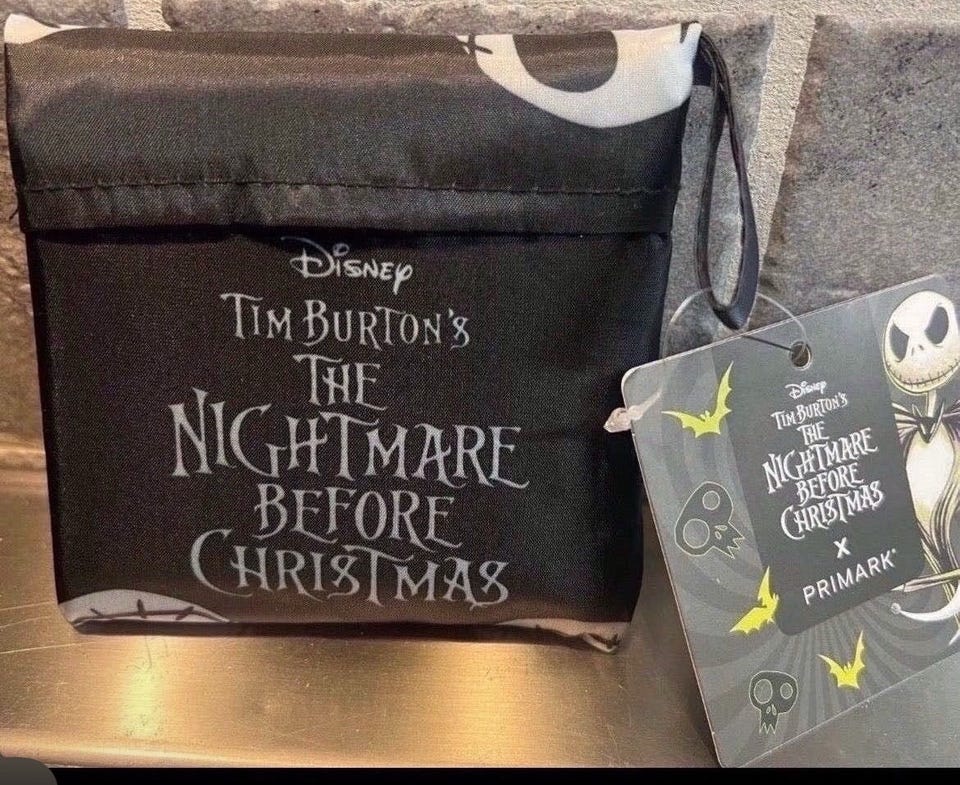 Disney
TIM BURTON'S
THE
NIGHTMARE
BEFORE
CHRISTMAS
Disney
TIM BURTON'S
THE
NIGHTMARE
BEFORE
CHRISTMAS
X
PRIMARK®